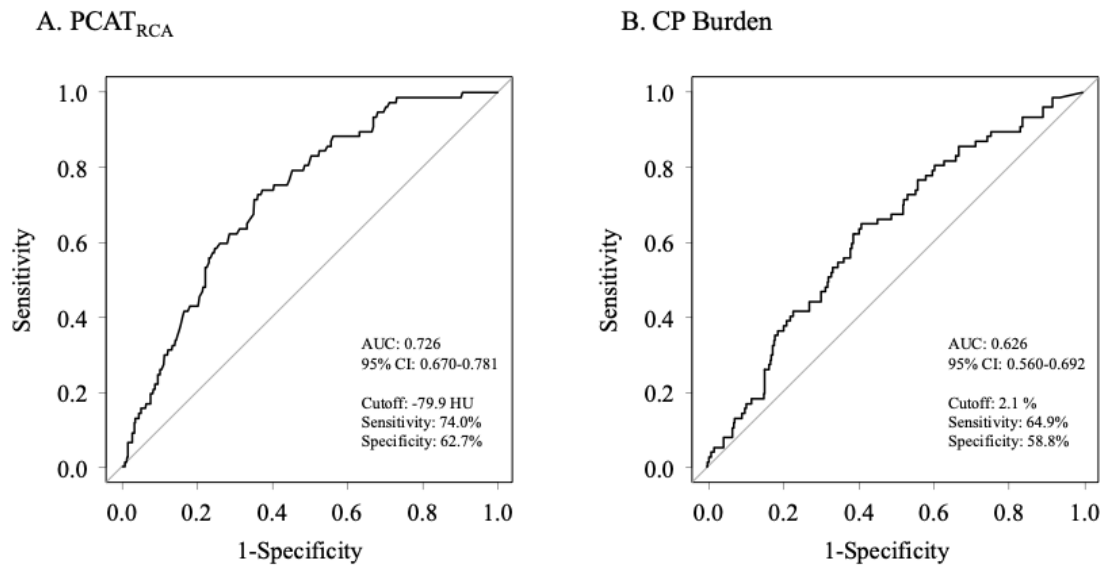 A. PCAT RCA
Sensitivity
1.0
0.8
0.6
0.4
0.2
0.0
AUC: 0.726
95% CI: 0.670-0.781
Cutoff: -79.9 HU
Sensitivity: 74.0%
Specificity: 62.7%
0.0 0.2 0.4 0.6 0.8 1.0
1-Specificity
B. CP Burden
Sensitivity
1.0
0.8
0.6
0.4
0.2
0.0
AUC: 0.626
95% CI: 0.560-0.692
Cutoff: 2.1 %
Sensitivity: 64.9%
Specificity: 58.8%
0.0 0.2 0.4 0.6 0.8 1.0
1-Specificity